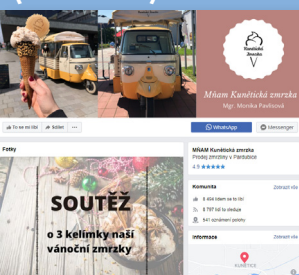 Kunětická
Zmrzka
Mňam Kunětická zmrzka
Mgr. Monika Pavlisová
To se mi líbí
Sdílet
WhatsApp
Messenger
Fotky
SOUTĚŽ
o 3 kelímky naší
vánoční zmrzky
MŇAM Kunětická zmrzka
Prodej zmrzliny v Pardubice
4.9 ★★★★★
Komunita
Zobrazit vše
8 494 lidem se to líbí
8 797 lidí to sleduje
541 oznámení polohy
Informace
Zobrazit vše
KUNĚTICE